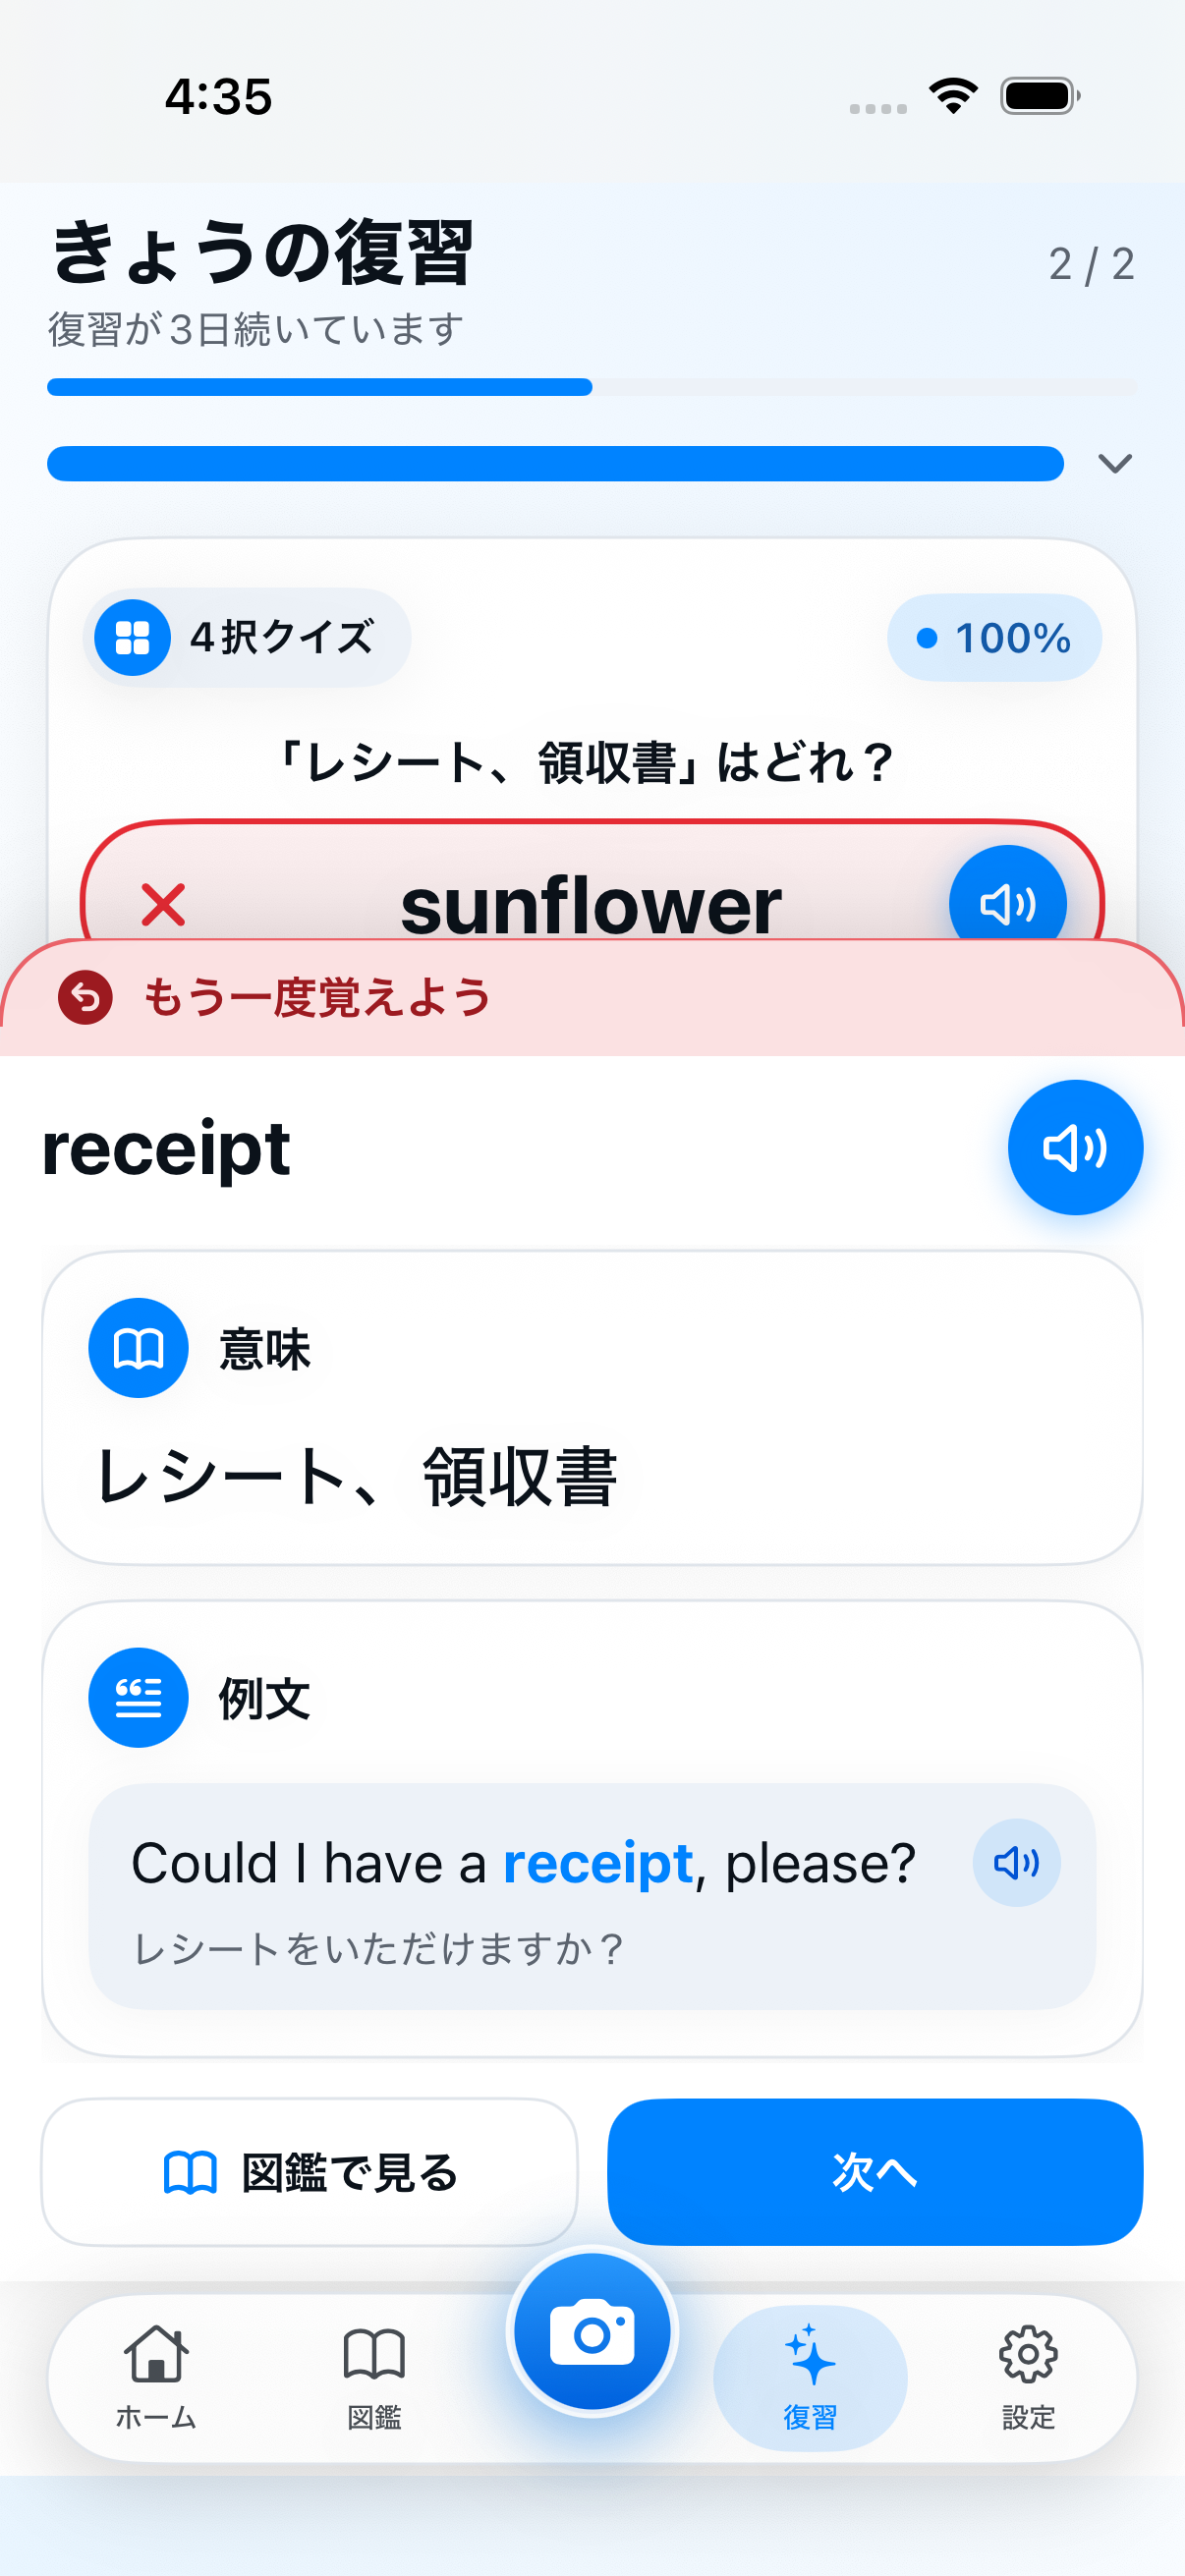 4:35
きょうの復習
2 / 2
復習が3日続いています
4択クイズ
100%
「レシート、領収書」はどれ？
sunflower
もう一度覚えよう
receipt
意味
レシート、領収書
例文
Could I have a receipt, please?
レシートをいただけますか？
図鑑で見る
次へ
ホーム
図鑑
復習
設定